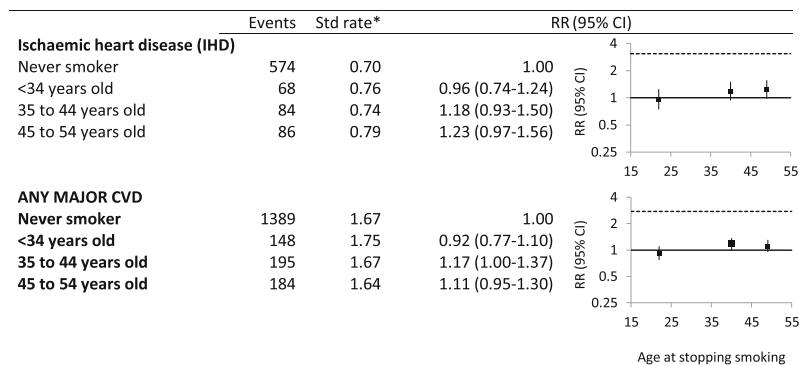 Events Std rate* RR (95% CI)
Ischaemic heart disease (IHD)
Never smoker 574 0.70 1.00
<34 years old 68 0.76 0.96 (0.74-1.24)
35 to 44 years old 84 0.74 1.18 (0.93-1.50)
45 to 54 years old 86 0.79 1.23 (0.97-1.56)
RR (95% CI)
4
2
1
0.5
0.25
15 25 35 45 55
ANY MAJOR CVD
Never smoker 1389 1.67 1.00
<34 years old 148 1.75 0.92 (0.77-1.10)
35 to 44 years old 195 1.67 1.17 (1.00-1.37)
45 to 54 years old 184 1.64 1.11 (0.95-1.30)
RR (95% CI)
4
2
1
0.5
0.25
15 25 35 45 55
Age at stopping smoking